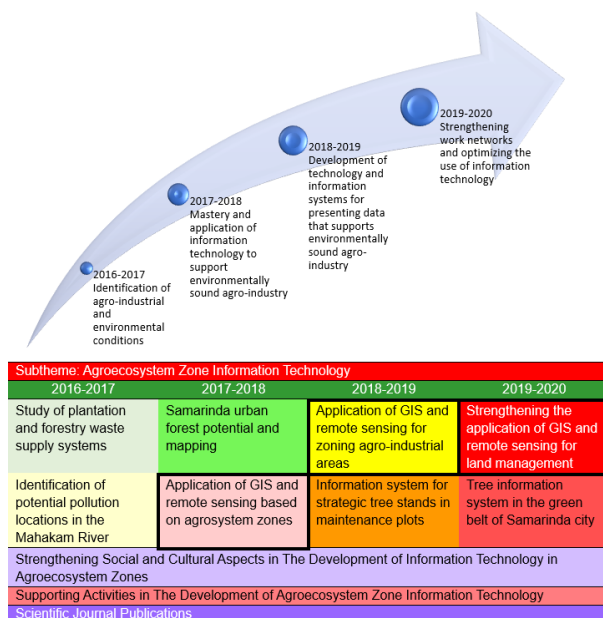 2016-2017
Identification of
agro-industrial
and
environmental
conditions
2017-2018
Mastery and
application of
information
technology to
support
environmentally
sound agro-industry
2018-2019
Development of
technology and
information
systems for
presenting data
that supports
environmentally
sound agro-
industry
2019-2020
Strengthening
work networks
and optimizing the
use of information
technology
Subtheme: Agroecosystem Zone Information Technology
2016-2017
2017-2018
2018-2019
2019-2020
Study of plantation
and forestry waste
supply systems
Samarinda urban
forest potential and
mapping
Application of GIS and
remote sensing for
zoning agro-industrial
areas
Strengthening the
application of GIS and
remote sensing for
land management
Identification of
potential pollution
locations in the
Mahakam River
Application of GIS and
remote sensing based
on agrosystem zones
Information system for
strategic tree stands in
maintenance plots
Tree information
system in the green
belt of Samarinda city
Strengthening Social and Cultural Aspects in The Development of Information Technology in
Agroecosystem Zones
Supporting Activities in The Development of Agroecosystem Zone Information Technology
Scientific Journal Publications